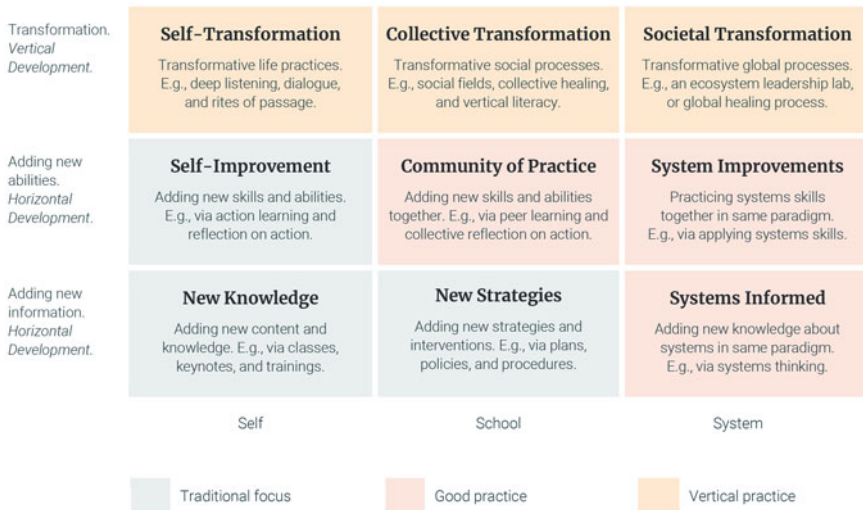 Transformation.
Vertical
Development.
Self-Transformation
Transformative life practices.
E.g., deep listening, dialogue,
and rites of passage.
Collective Transformation
Transformative social processes.
E.g., social fields, collective healing,
and vertical literacy.
Societal Transformation
Transformative global processes.
E.g., an ecosystem leadership lab,
or global healing process.
Adding new
abilities.
Horizontal
Development.
Self-Improvement
Adding new skills and abilities.
E.g., via action learning and
reflection on action.
Community of Practice
Adding new skills and abilities
together. E.g., via peer learning and
collective reflection on action.
System Improvements
Practicing systems skills
together in same paradigm.
E.g., via applying systems skills.
Adding new
information.
Horizontal
Development.
New Knowledge
Adding new content and
knowledge. E.g., via classes,
keynotes, and trainings.
New Strategies
Adding new strategies and
interventions. E.g., via plans,
policies, and procedures.
Systems Informed
Adding new knowledge about
systems in same paradigm.
E.g., via systems thinking.
Self
School
System
Traditional focus
Good practice
Vertical practice